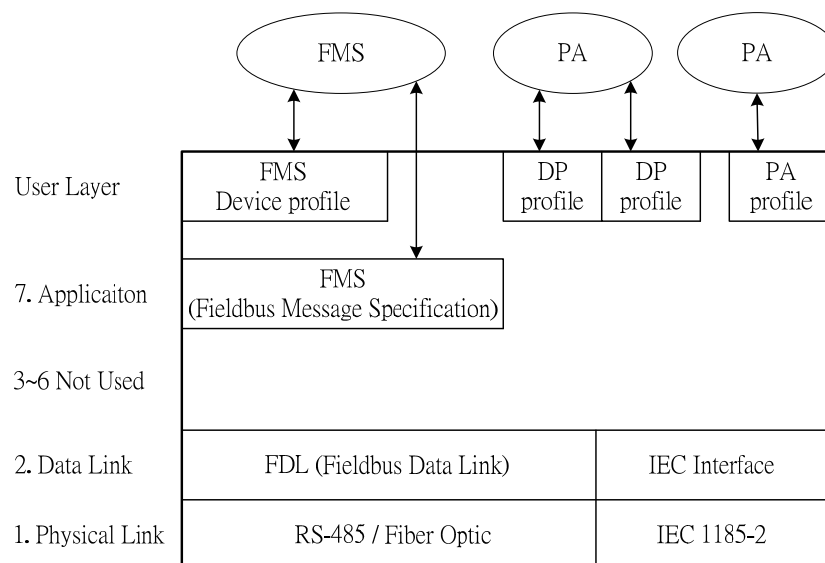 FMS
PA
PA
User Layer
FMS
Device profile
DP
profile
DP
profile
PA
profile
7. Applicaiton
FMS
(Fieldbus Message Specification)
3~6 Not Used
2. Data Link
FDL (Fieldbus Data Link)
IEC Interface
1. Physical Link
RS-485 / Fiber Optic
IEC 1185-2